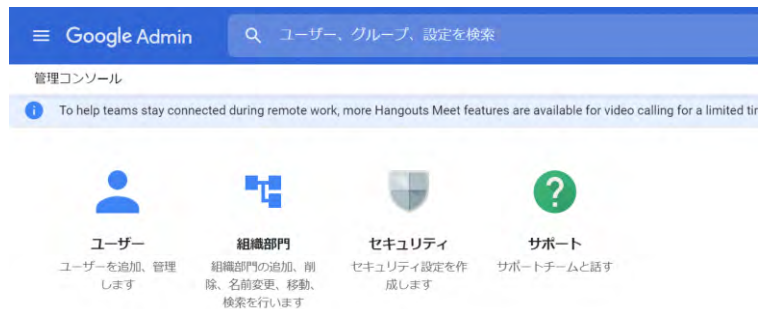 Google Admin
ユーザー、グループ、設定を検索
管理コンソール
To help teams stay connected during remote work, more Hangouts Meet features are available for video calling for a limited tir
ユーザー
ユーザーを追加、管理
します
組織部門
組織部門の追加、削
除、名前変更、移動、
検索を行います
セキュリティ
セキュリティ設定を作
成します
サポート
サポートチームと話す